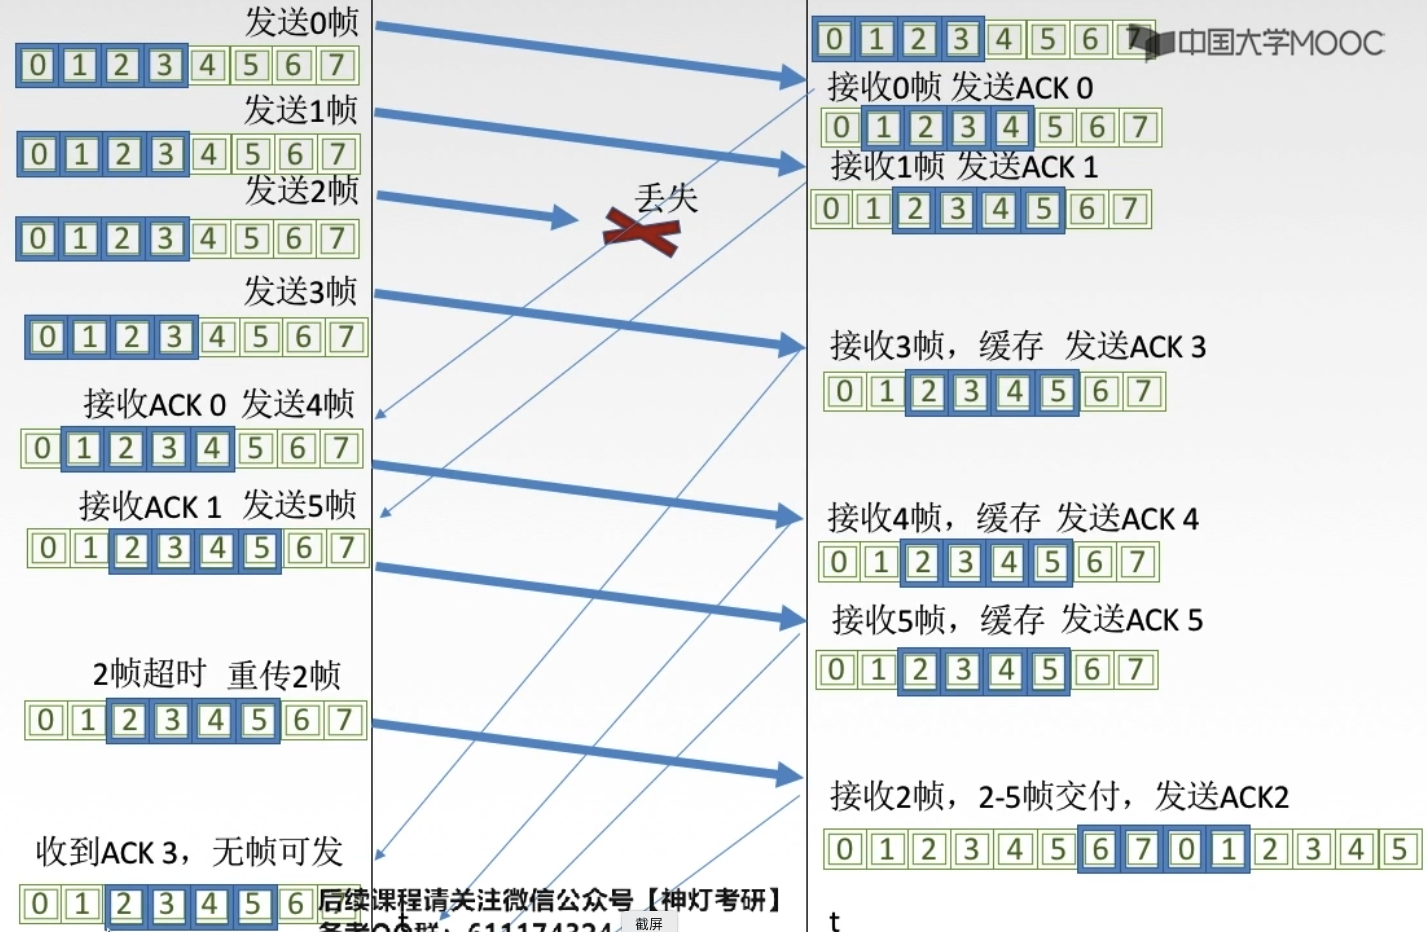 发送0帧
0 1 2 3 4 5 6 7
发送1帧
0 1 2 3 4 5 6 7
发送2帧
0 1 2 3 4 5 6 7
发送3帧
0 1 2 3 4 5 6 7
接收ACK 0 发送4帧
0 1 2 3 4 5 6 7
接收ACK 1 发送5帧
0 1 2 3 4 5 6 7
2帧超时 重传2帧
0 1 2 3 4 5 6 7
收到ACK 3，无帧可发
0 1 2 3 4 5 6 7
丢失
t
0 1 2 3 4 5 6 7
中国大学MOOC
接收0帧 发送ACK 0
0 1 2 3 4 5 6 7
接收1帧 发送ACK 1
0 1 2 3 4 5 6 7
接收3帧，缓存 发送ACK 3
0 1 2 3 4 5 6 7
接收4帧，缓存 发送ACK 4
0 1 2 3 4 5 6 7
接收5帧，缓存 发送ACK 5
0 1 2 3 4 5 6 7
接收2帧，2-5帧交付，发送ACK2
0 1 2 3 4 5 6 7 0 1 2 3 4 5
t
后续课程请关注微信公众号【神灯考研】
QQ群：611174324
截屏